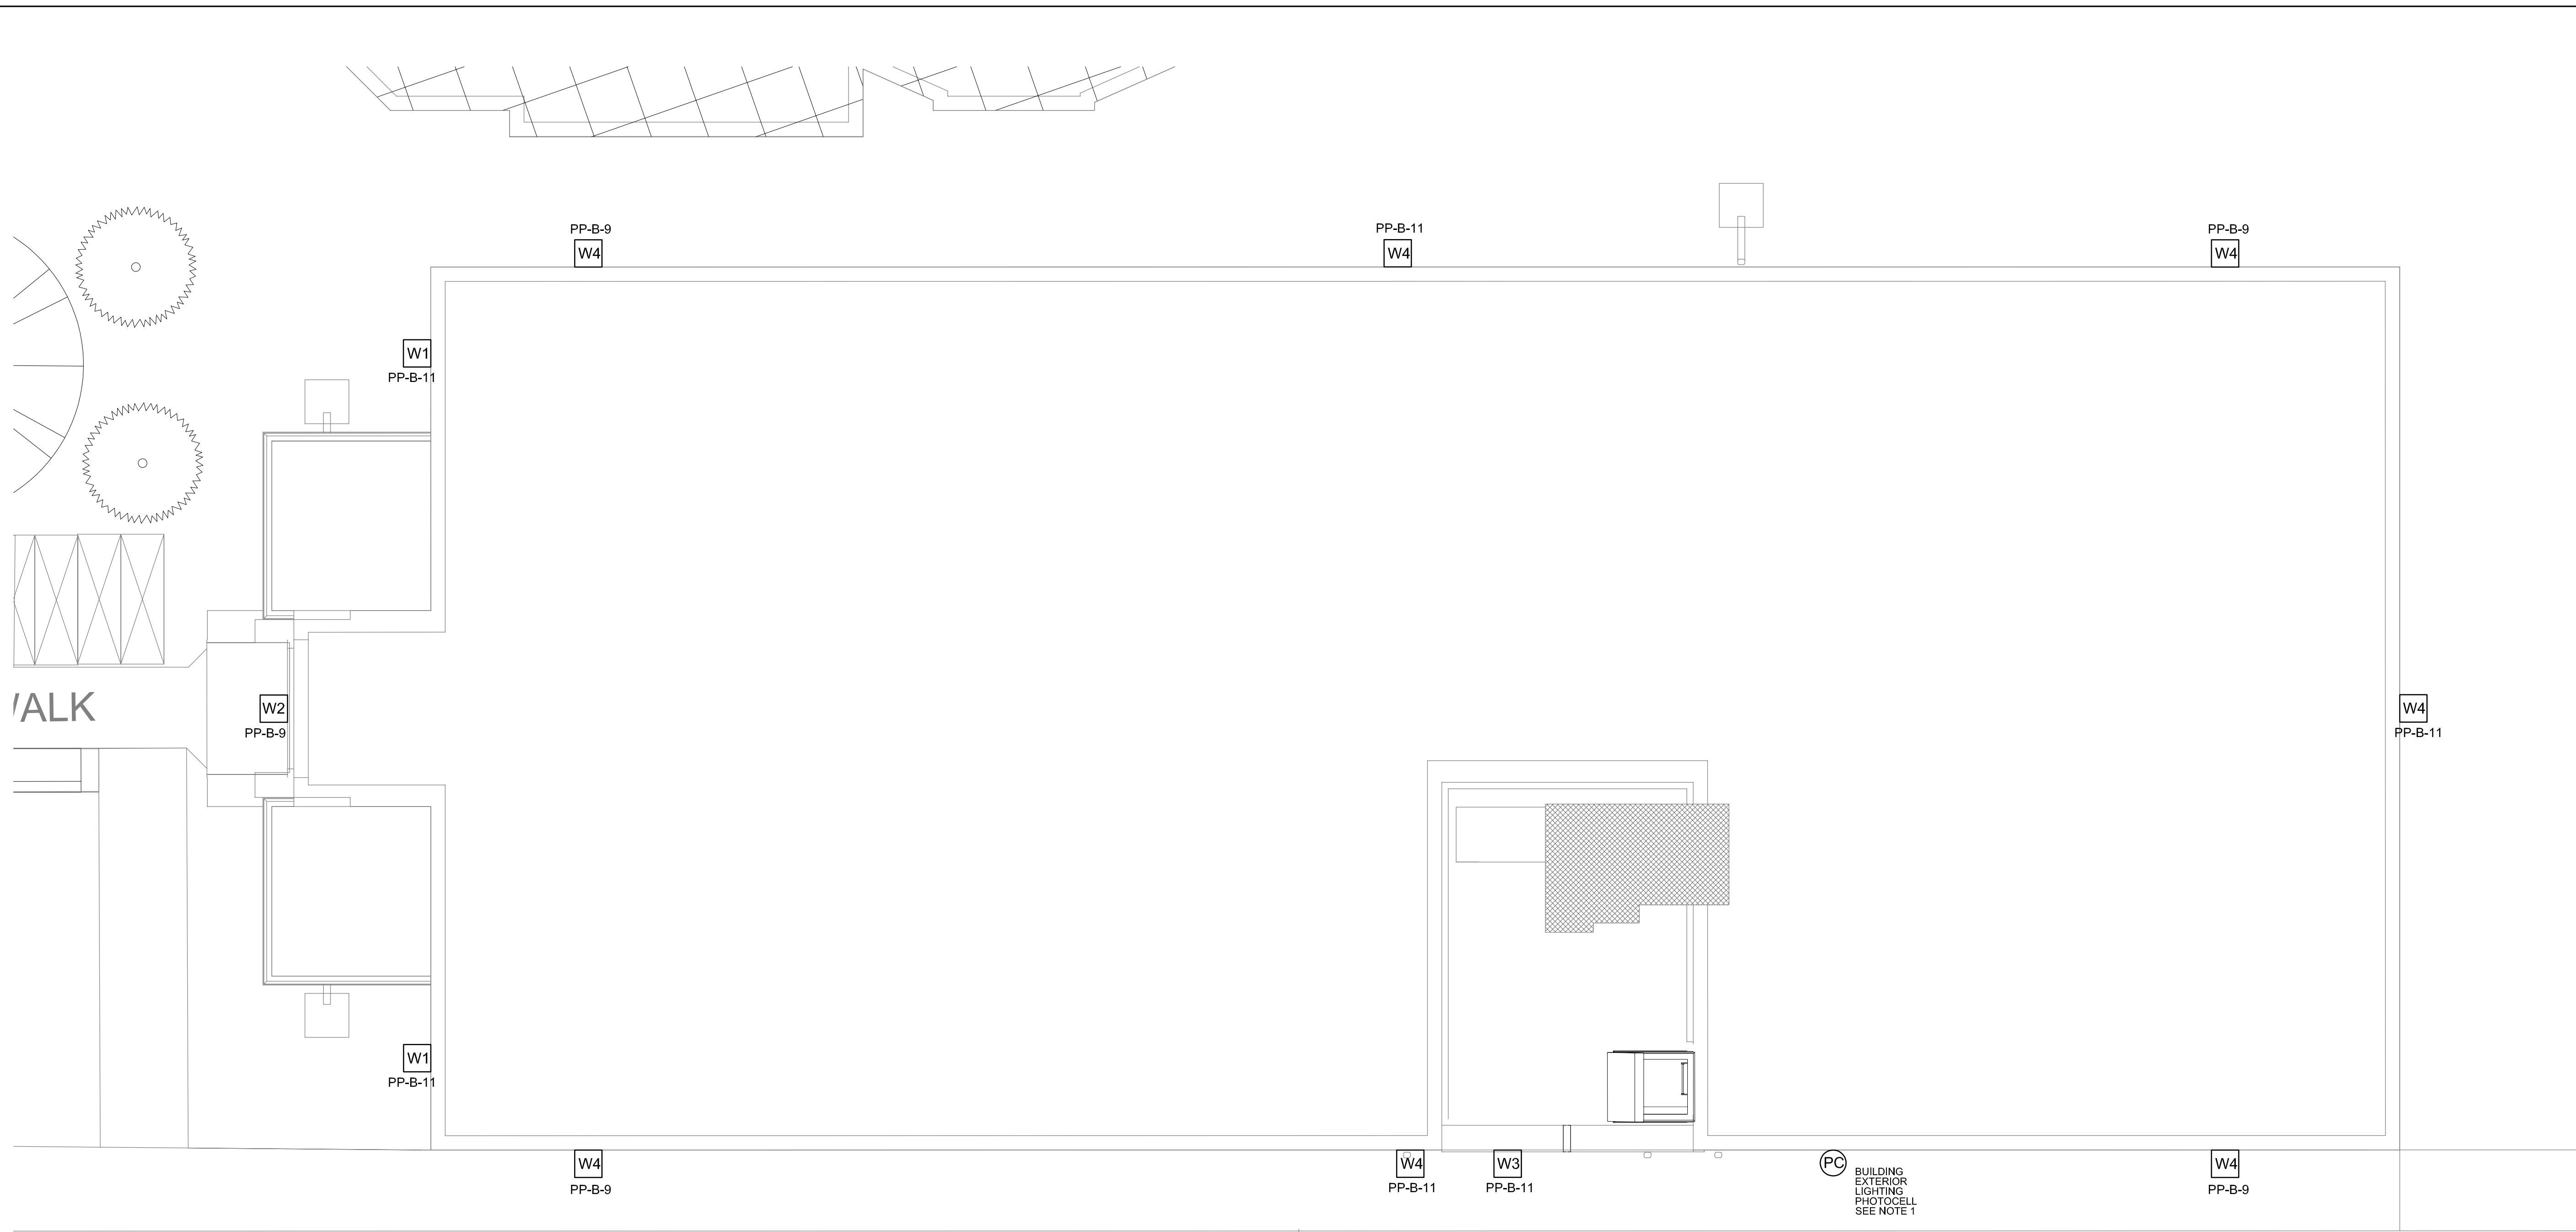 PP-B-9
W4
PP-B-11
W4
PP-B-9
W4
W1
PP-B-11
W2
PP-B-9
W4
PP-B-11
W1
PP-B-11
W4
PP-B-9
W4
PP-B-11
W3
PP-B-11
PC
BUILDING
EXTERIOR
LIGHTING
PHOTOCELL
SEE NOTE 1
W4
PP-B-9